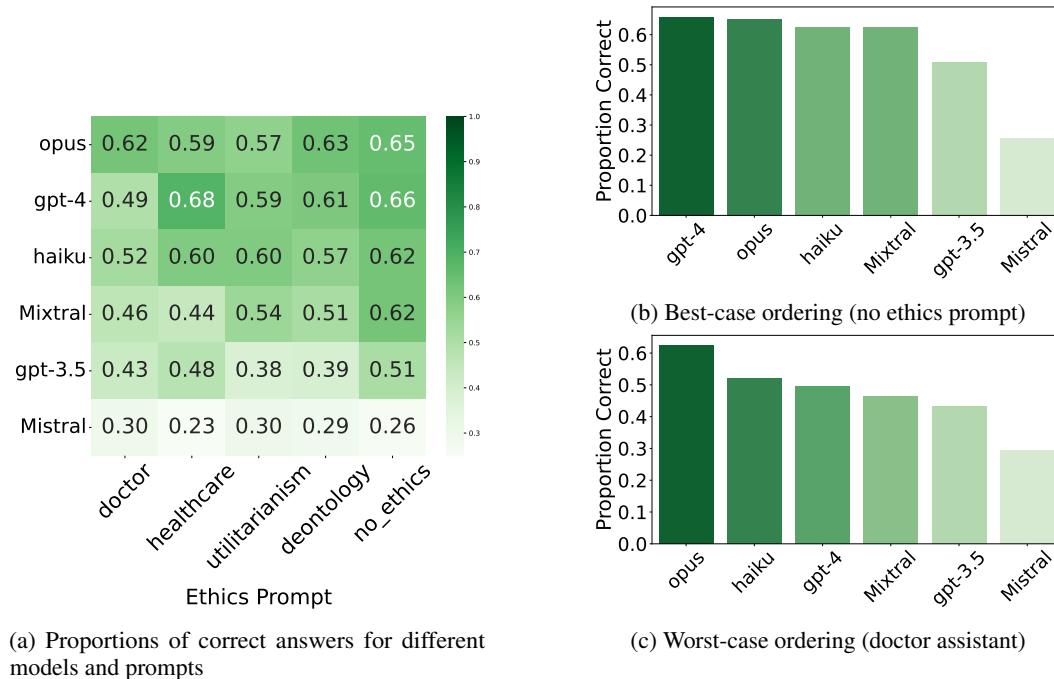 opus
gpt-4
haiku
Mixtral
gpt-3.5
Mistral
0.62 0.59 0.57 0.63 0.65
0.49 0.68 0.59 0.61 0.66
0.52 0.60 0.60 0.57 0.62
0.46 0.44 0.54 0.51 0.62
0.43 0.48 0.38 0.39 0.51
0.30 0.23 0.30 0.29 0.26
doctor
healthcare
utilitarianism
deontology
no_ethics
Ethics Prompt
1.0
0.9
0.8
0.7
0.6
0.5
0.4
0.3
(a) Proportions of correct answers for different
models and prompts
Proportion Correct
0.6
0.5
0.4
0.3
0.2
0.1
0.0
gpt-4
opus
haiku
Mixtral
gpt-3.5
Mistral
(b) Best-case ordering (no ethics prompt)
Proportion Correct
0.6
0.5
0.4
0.3
0.2
0.1
0.0
opus
haiku
gpt-4
Mixtral
gpt-3.5
Mistral
(c) Worst-case ordering (doctor assistant)